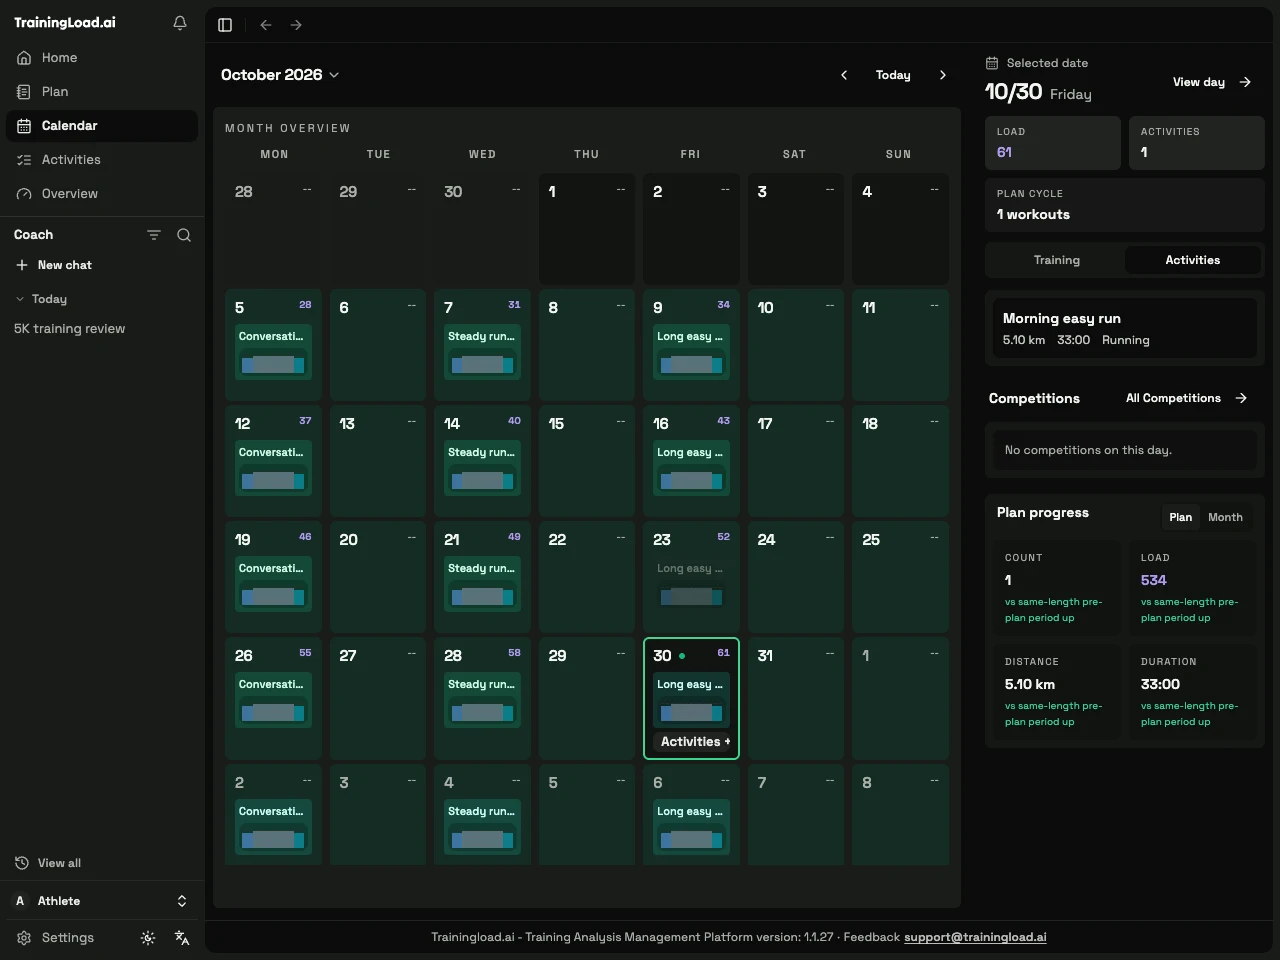 TrainingLoad.ai
Home
Plan
Calendar
Activities
Overview
Coach
New chat
Today
5K training review
View all
A Athlete
Settings
October 2026
Today
MONTH OVERVIEW
MON TUE WED THU FRI SAT SUN
28 -- 29 -- 30 -- 1 -- 2 -- 3 -- 4 --
5 28 6 -- 7 31 8 -- 9 34 10 -- 11 --
Conversati... Steady run... Long easy ...
12 37 13 -- 14 40 15 -- 16 43 17 -- 18 --
Conversati... Steady run... Long easy ...
19 46 20 -- 21 49 22 -- 23 52 24 -- 25 --
Conversati... Steady run... Long easy ...
26 55 27 -- 28 58 29 -- 30 61 31 -- 1 --
Conversati... Steady run... Long easy ...
Activities +
2 -- 3 -- 4 -- 5 -- 6 -- 7 -- 8 --
Conversati... Steady run... Long easy ...
Selected date
10/30 Friday
View day
LOAD
61
ACTIVITIES
1
PLAN CYCLE
1 workouts
Training Activities
Morning easy run
5.10 km 33:00 Running
Competitions All Competitions
No competitions on this day.
Plan progress Plan Month
COUNT
1
vs same-length pre-
plan period up
LOAD
534
vs same-length pre-
plan period up
DISTANCE
5.10 km
vs same-length pre-
plan period up
DURATION
33:00
vs same-length pre-
plan period up
Trainingload.ai - Training Analysis Management Platform version: 1.1.27 · Feedback support@trainingload.ai